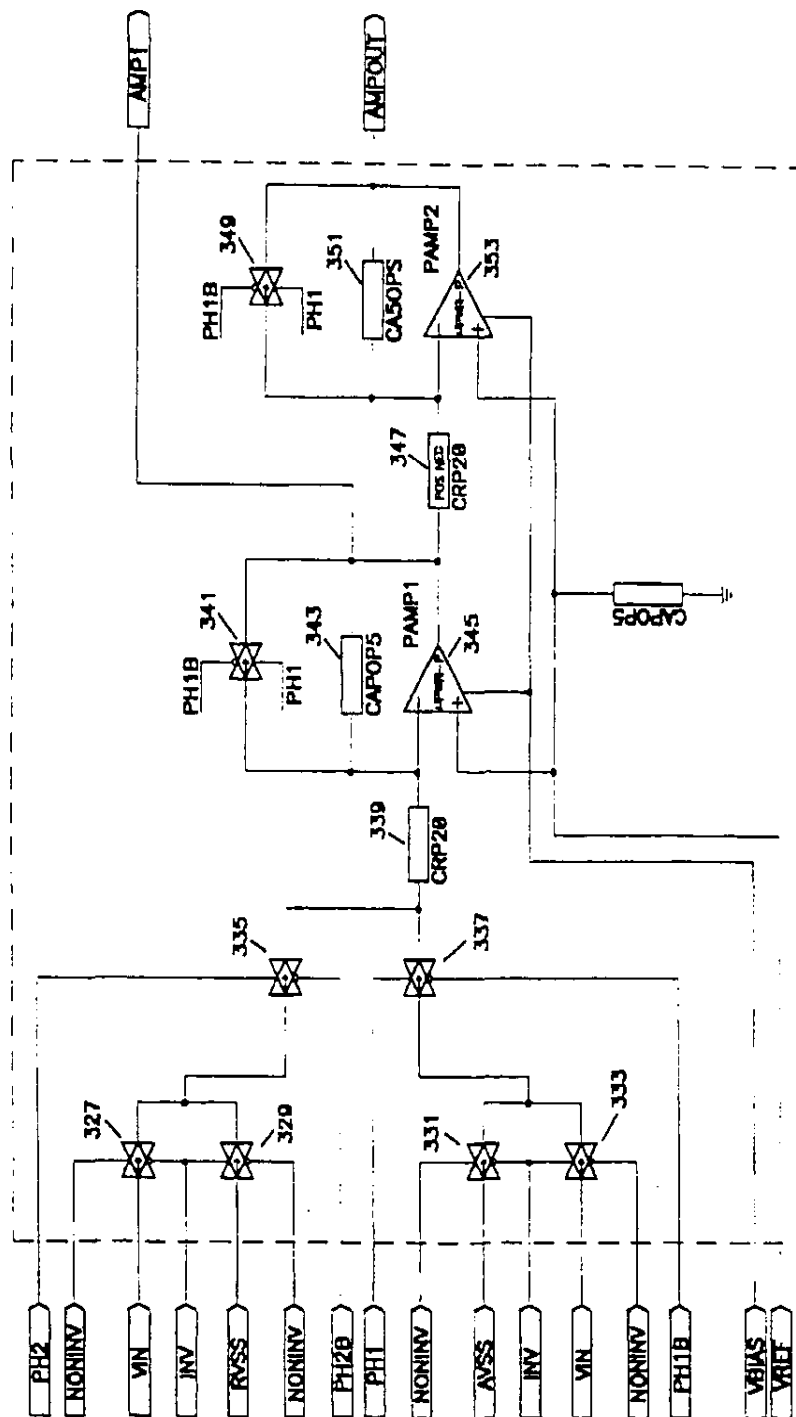 AMP1
AMPOUT
349
PH1B
PH1
351
CA50PS
PAMP2
353
347
POS NEG
CRP20
341
PH1B
PH1
343
CAP0P5
PAMP1
345
CAP0P5
339
CRP20
335
337
327
329
331
333
PH2
NONINV
VIN
INV
RVSS
NONINV
PH2B
PH1
NONINV
AVSS
INV
VIN
NONINV
PH1B
VBIAS
VREF